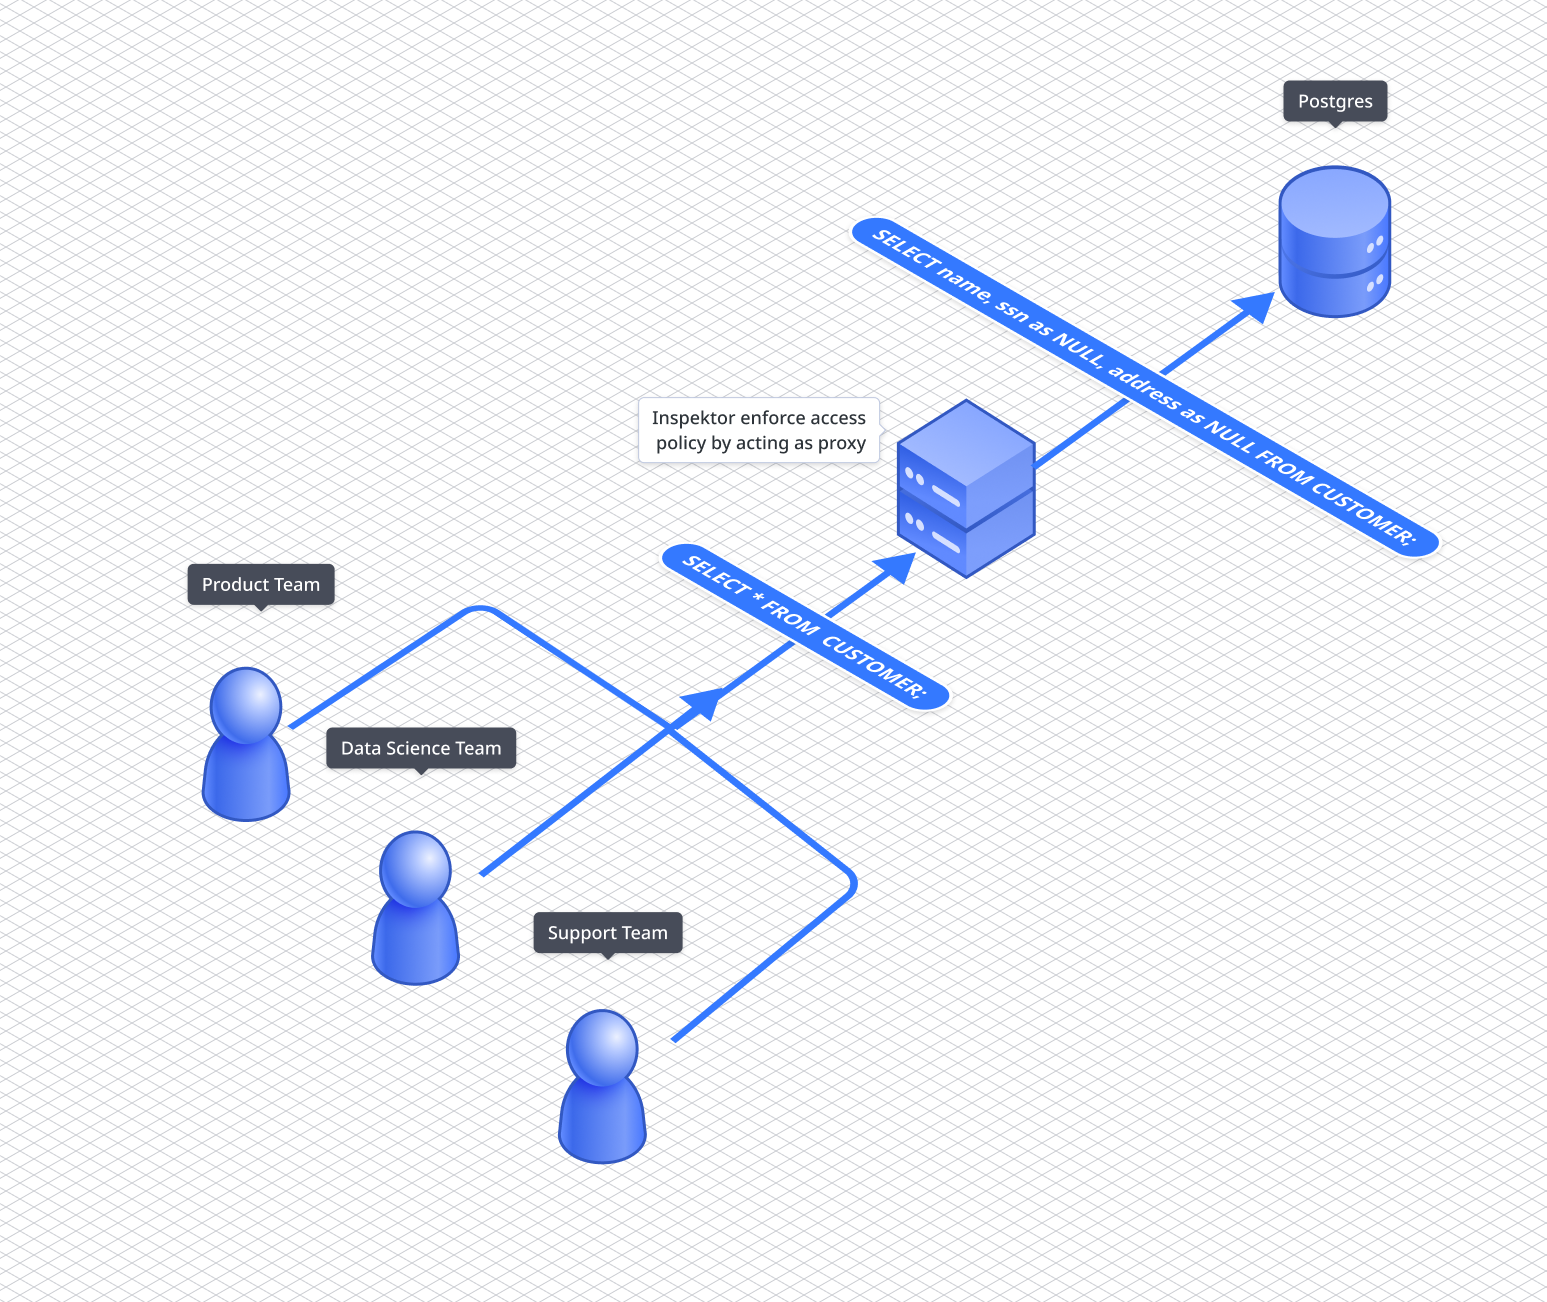 Postgres
SELECT name, ssn as NULL, address as NULL FROM CUSTOMER;
Inspektor enforce access
policy by acting as proxy
SELECT * FROM CUSTOMER;
Product Team
Data Science Team
Support Team